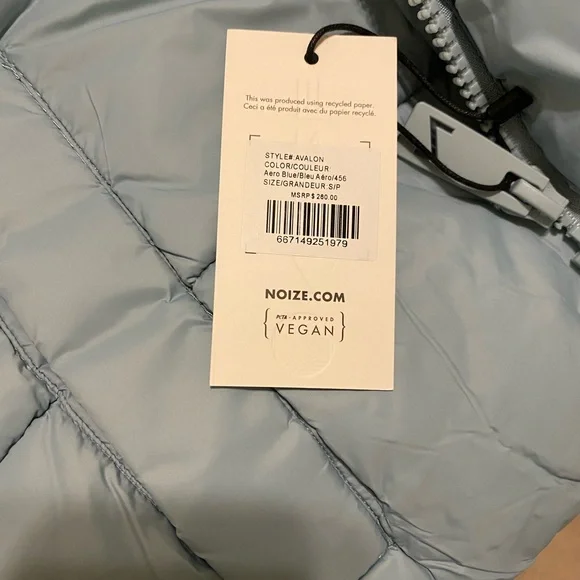 This was produced using recycled paper.
Ceci a été produit avec du papier recyclé.
STYLE#:AVALON
COLOR/COULEUR
Aero Blue/Bleu Aéro/456
SIZE/GRANDEUR S/P
MSRP $ 260.00
667149251979
NOIZE.COM
PETA - APPROVED
VEGAN